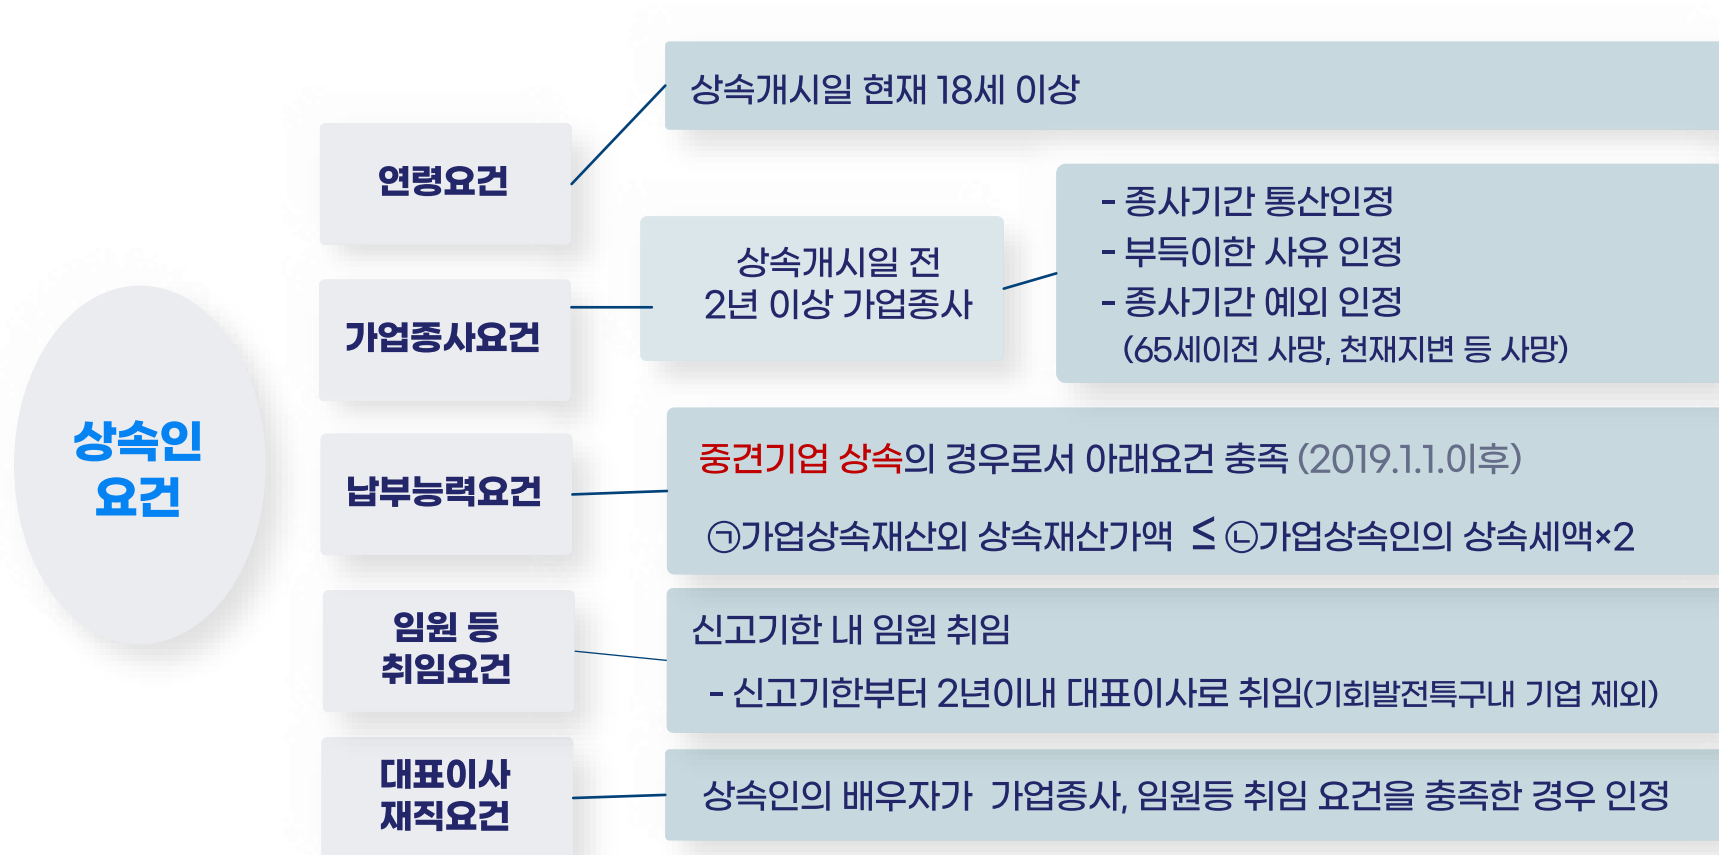 상속인
요건
연령요건
상속개시일 현재 18세 이상
가업종사요건
상속개시일 전
2년 이상 가업종사
- 종사기간 통산인정
- 부득이한 사유 인정
- 종사기간 예외 인정
(65세이전 사망, 천재지변 등 사망)
납부능력요건
중견기업 상속의 경우로서 아래요건 충족 (2019.1.1.이후)
㉠가업상속재산외 상속재산가액 ≤ ㉡가업상속인의 상속세액×2
임원 등
취임요건
신고기한 내 임원 취임
- 신고기한부터 2년이내 대표이사로 취임(기회발전특구내 기업 제외)
대표이사
재직요건
상속인의 배우자가 가업종사, 임원등 취임 요건을 충족한 경우 인정